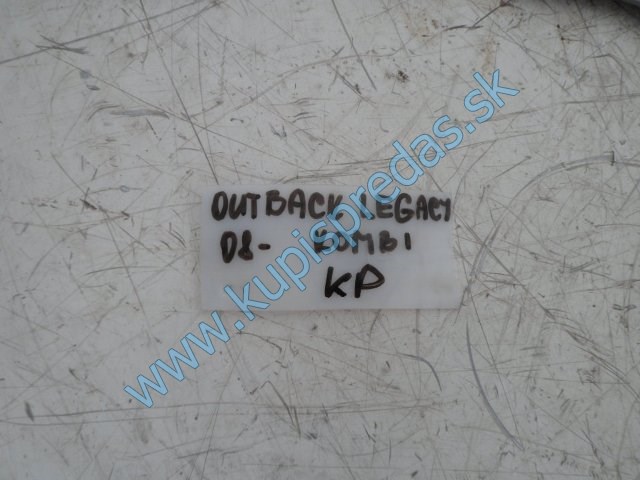 OUTBACK LEGACY
08- KOMBI
KP
www.kupispredas.sk